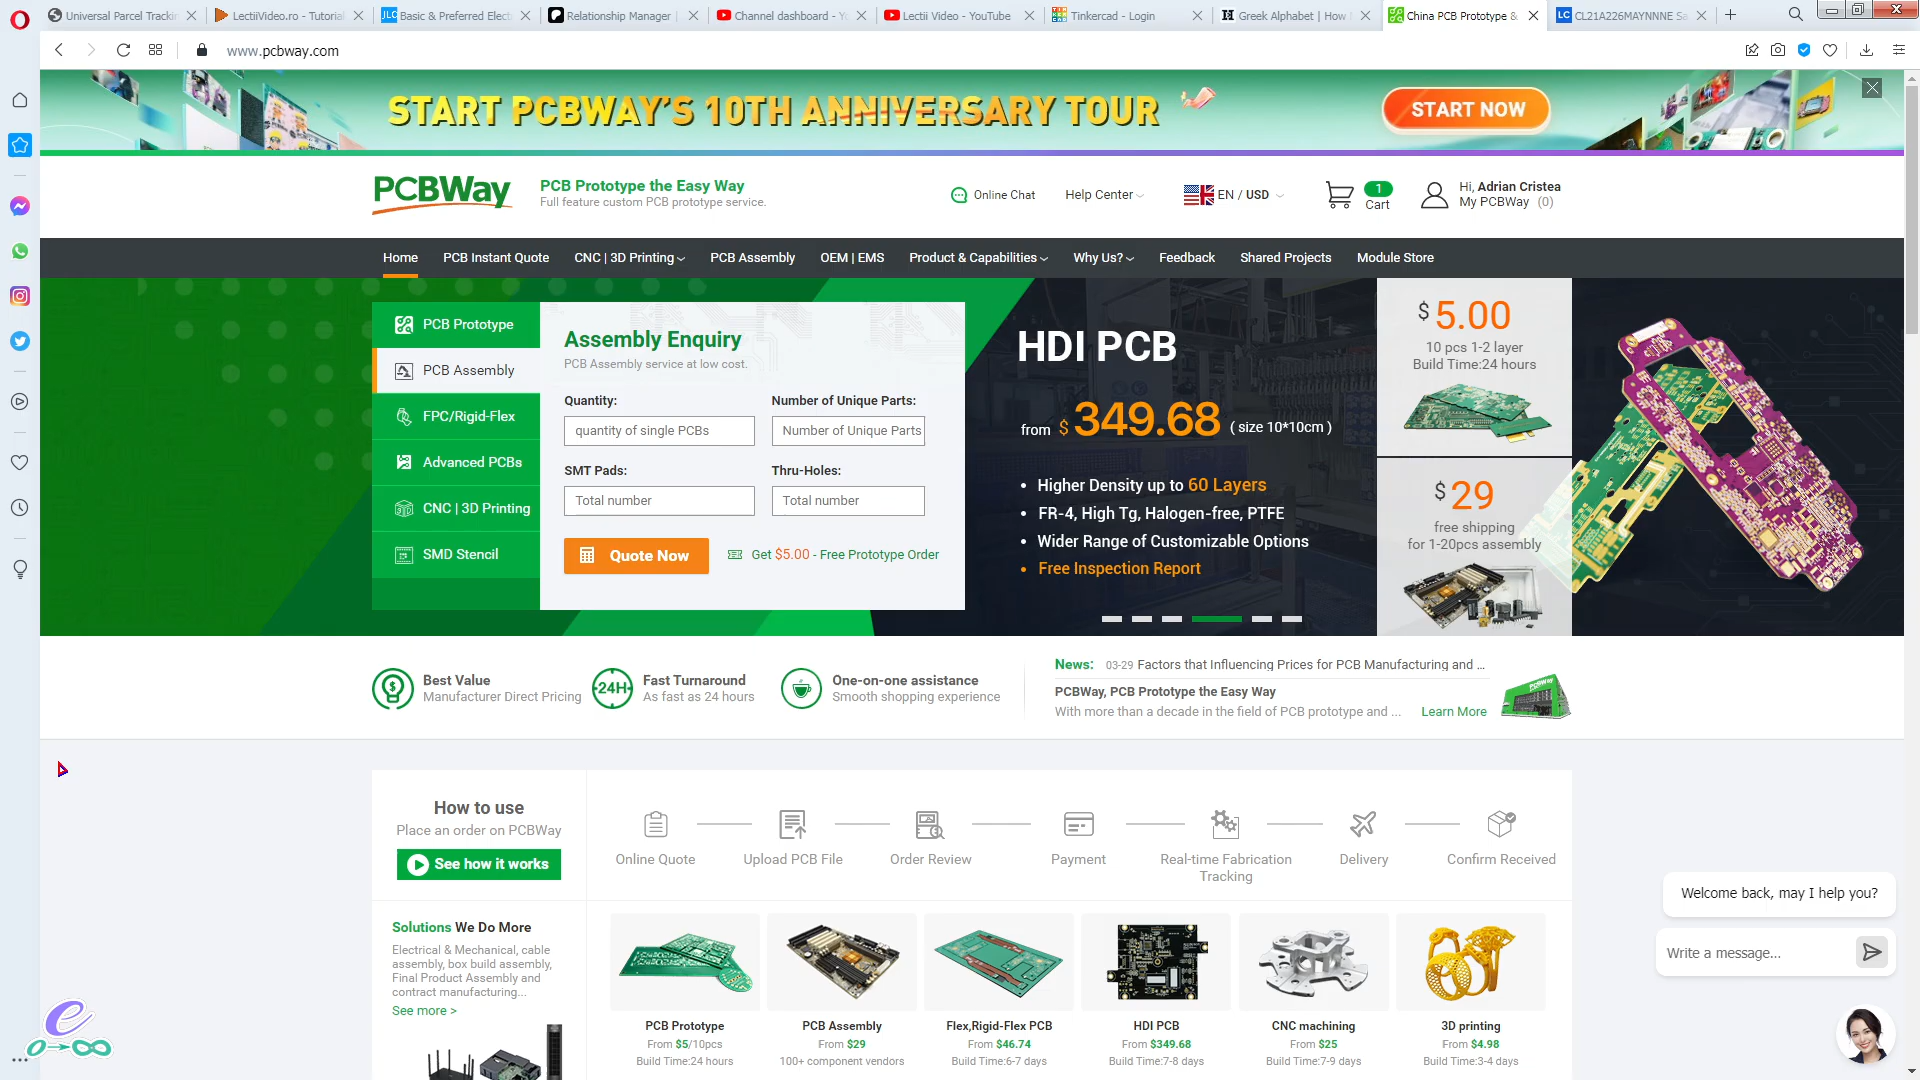 Universal Parcel Trackin
LectiiVideo.ro - Tutorial
Basic & Preferred Elect
Relationship Manager |
Channel dashboard - Yo
Lectii Video - YouTube
Tinkercad - Login
Greek Alphabet | How
China PCB Prototype &
CL21A226MAYNNNE Sa
www.pcbway.com
START PCBWAY'S 10TH ANNIVERSARY TOUR
START NOW
PCBWay
PCB Prototype the Easy Way
Full feature custom PCB prototype service.
Online Chat
Help Center
EN / USD
1
Cart
Hi, Adrian Cristea
My PCBWay (0)
Home
PCB Instant Quote
CNC | 3D Printing
PCB Assembly
OEM | EMS
Product & Capabilities
Why Us?
Feedback
Shared Projects
Module Store
PCB Prototype
PCB Assembly
FPC/Rigid-Flex
Advanced PCBs
CNC | 3D Printing
SMD Stencil
Assembly Enquiry
PCB Assembly service at low cost.
Quantity:
Number of Unique Parts:
quantity of single PCBs
Number of Unique Parts
SMT Pads:
Thru-Holes:
Total number
Total number
Quote Now
Get $5.00 - Free Prototype Order
HDI PCB
from $ 349.68 ( size 10*10cm )
• Higher Density up to 60 Layers
• FR-4, High Tg, Halogen-free, PTFE
• Wider Range of Customizable Options
• Free Inspection Report
$ 5.00
10 pcs 1-2 layer
Build Time:24 hours
$ 29
free shipping
for 1-20pcs assembly
Best Value
Manufacturer Direct Pricing
24H
Fast Turnaround
As fast as 24 hours
One-on-one assistance
Smooth shopping experience
News: 03-29 Factors that Influencing Prices for PCB Manufacturing and ...
PCBWay, PCB Prototype the Easy Way
With more than a decade in the field of PCB prototype and ... Learn More
How to use
Place an order on PCBWay
See how it works
Online Quote
Upload PCB File
Order Review
Payment
Real-time Fabrication
Tracking
Delivery
Confirm Received
Solutions We Do More
Electrical & Mechanical, cable
assembly, box build assembly,
Final Product Assembly and
contract manufacturing...
See more >
PCB Prototype
From $5/10pcs
Build Time:24 hours
PCB Assembly
From $29
100+ component vendors
Flex,Rigid-Flex PCB
From $46.74
Build Time:6-7 days
HDI PCB
From $349.68
Build Time:7-8 days
CNC machining
From $25
Build Time:7-9 days
3D printing
From $4.98
Build Time:3-4 days
Welcome back, may I help you?
Write a message...